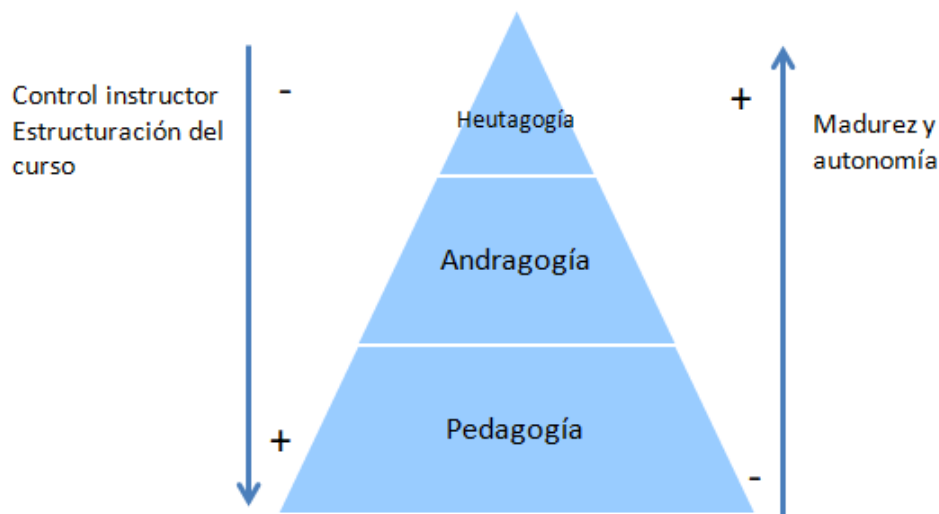 Control instructor
Estructuración del
curso
-
+
Heutagogía
Andragogía
Pedagogía
+
-
Madurez y
autonomía